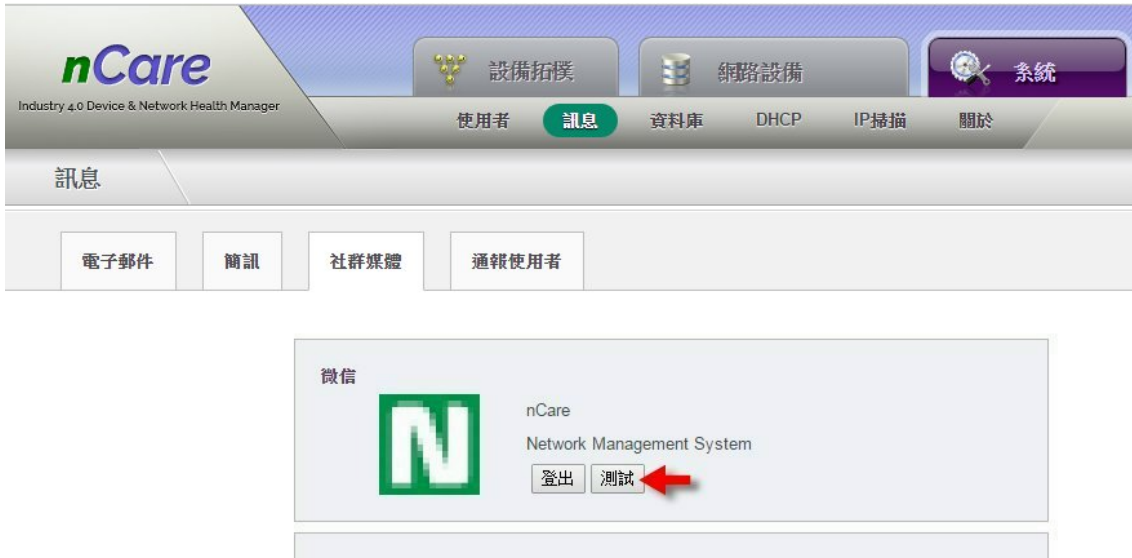 nCare
Industry 4.0 Device & Network Health Manager
設備拓撲 網路設備 系統
使用者 訊息 資料庫 DHCP IP掃描 關於
訊息
電子郵件 簡訊 社群媒體 通報使用者
微信
N
nCare
Network Management System
登出 測試